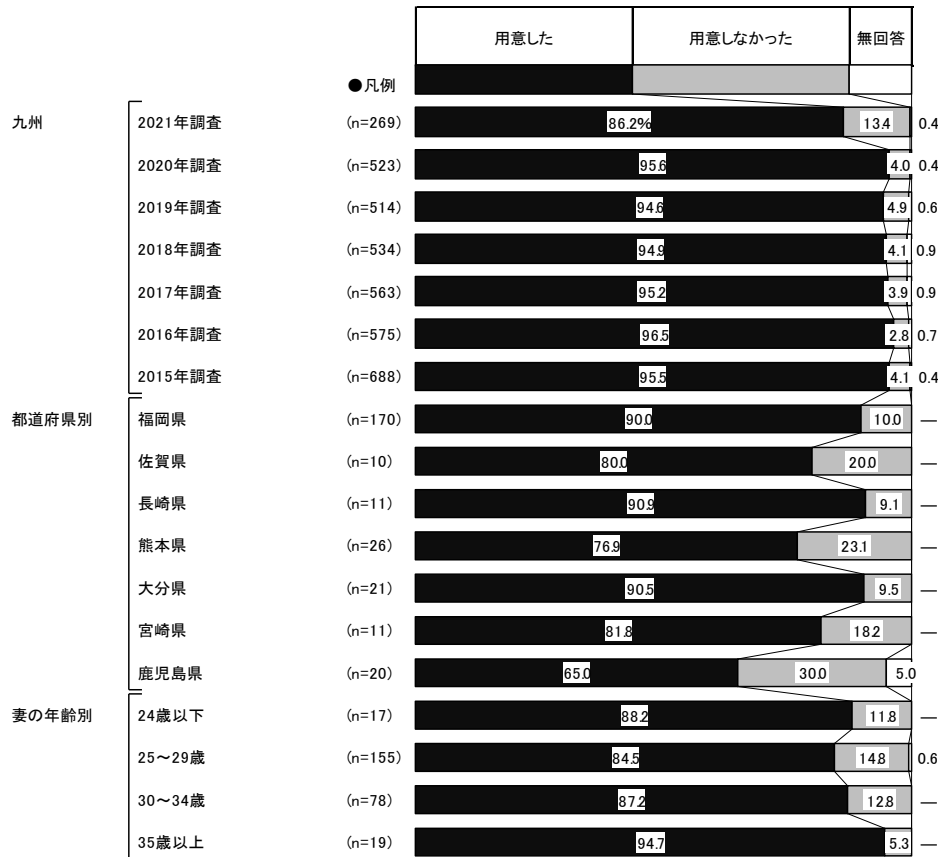 用意した 用意しなかった 無回答
●凡例
九州 2021年調査 (n=269) 86.2% 13.4 0.4
2020年調査 (n=523) 95.6 4.0 0.4
2019年調査 (n=514) 94.6 4.9 0.6
2018年調査 (n=534) 94.9 4.1 0.9
2017年調査 (n=563) 95.2 3.9 0.9
2016年調査 (n=575) 96.5 2.8 0.7
2015年調査 (n=688) 95.5 4.1 0.4
都道府県別 福岡県 (n=170) 90.0 10.0 —
佐賀県 (n=10) 80.0 20.0 —
長崎県 (n=11) 90.9 9.1 —
熊本県 (n=26) 76.9 23.1 —
大分県 (n=21) 90.5 9.5 —
宮崎県 (n=11) 81.8 18.2 —
鹿児島県 (n=20) 65.0 30.0 5.0
妻の年齢別 24歳以下 (n=17) 88.2 11.8 —
25～29歳 (n=155) 84.5 14.8 0.6
30～34歳 (n=78) 87.2 12.8 —
35歳以上 (n=19) 94.7 5.3 —